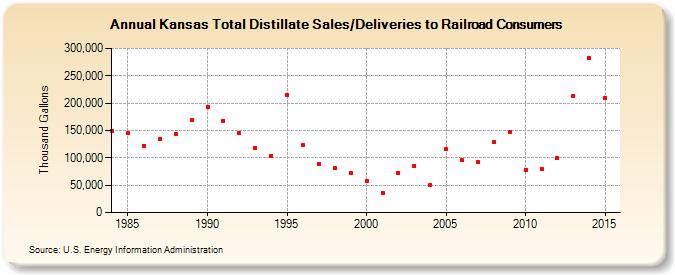 Annual Kansas Total Distillate Sales/Deliveries to Railroad Consumers
Thousand Gallons
300,000
250,000
200,000
150,000
100,000
50,000
0
1985 1990 1995 2000 2005 2010 2015
Source: U.S. Energy Information Administration